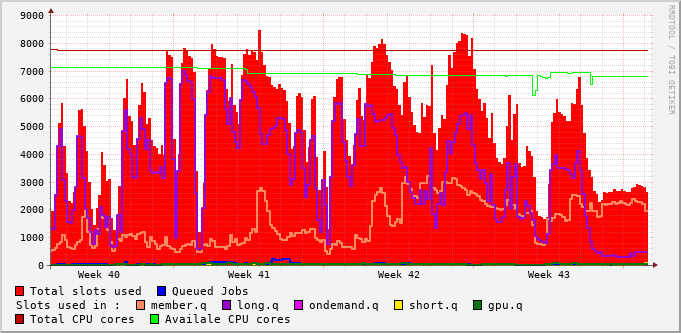 RRDTOOL / TOBI OETIKER
9000
8000
7000
6000
5000
4000
3000
2000
1000
0
Week 40 Week 41 Week 42 Week 43
Total slots used Queued Jobs
Slots used in : member.q long.q ondemand.q short.q gpu.q
Total CPU cores Availale CPU cores